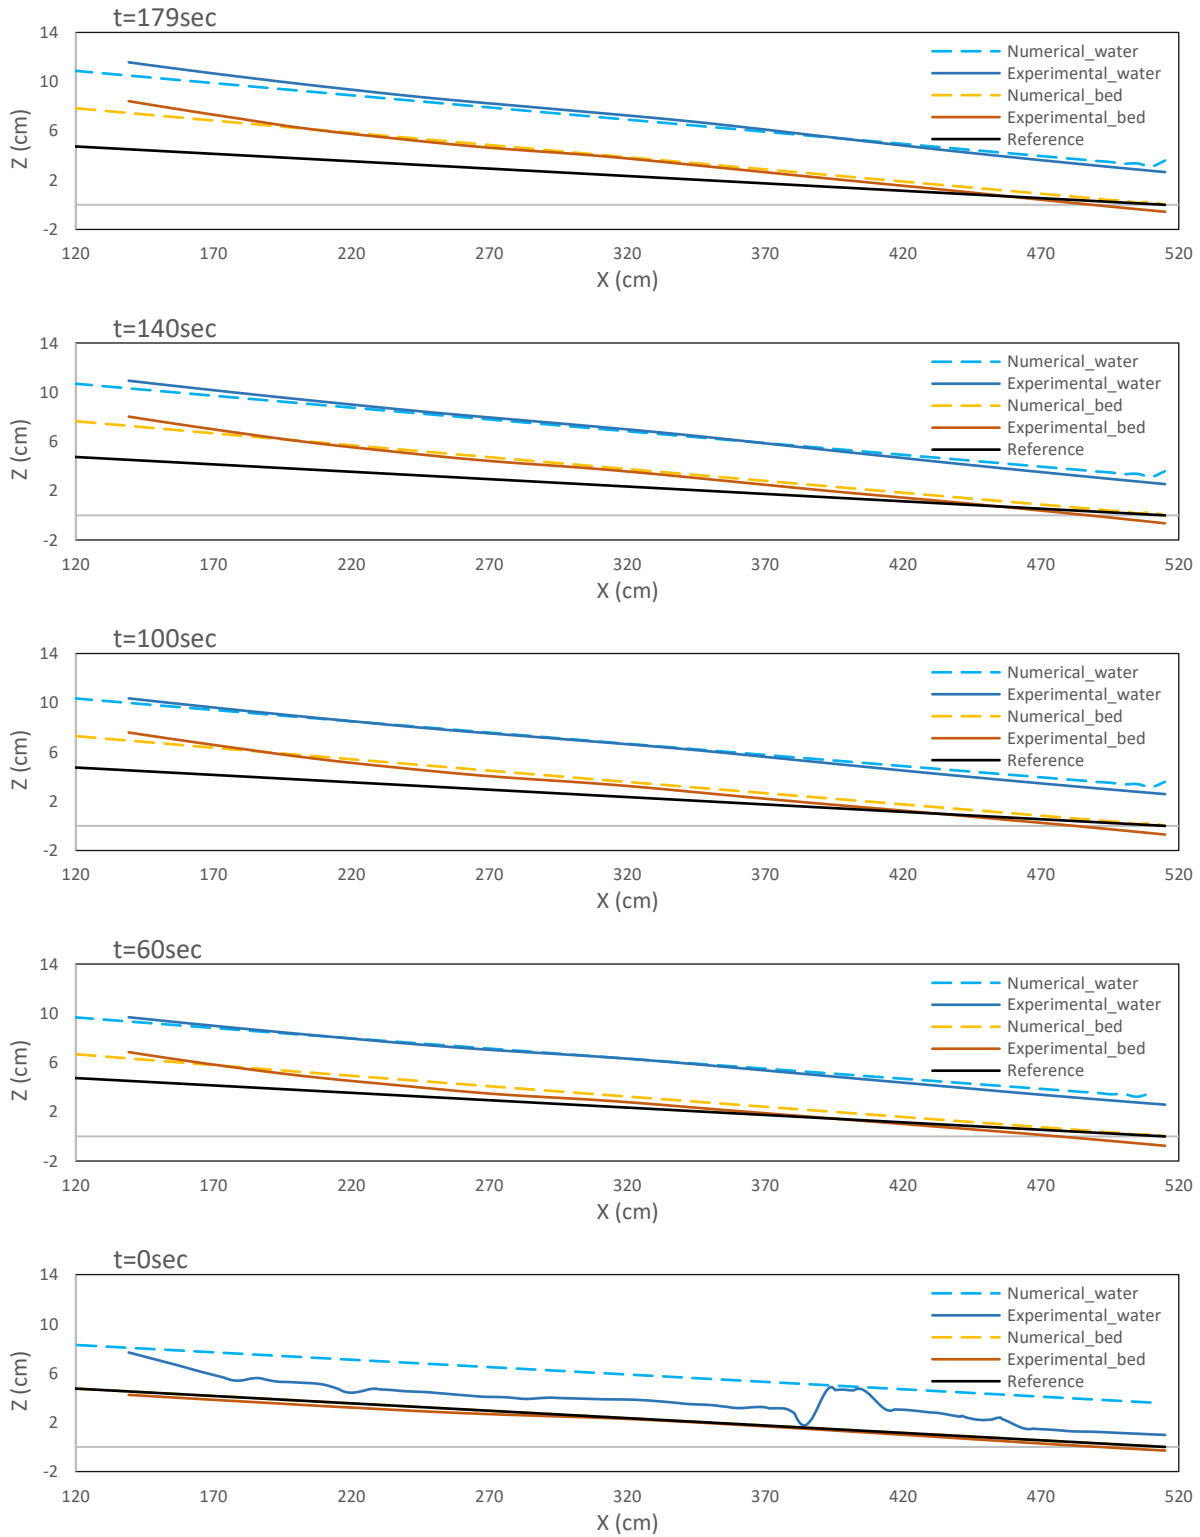 t=179sec
14
10
6
2
-2
Z (cm)
Numerical_water
Experimental_water
Numerical_bed
Experimental_bed
Reference
120 170 220 270 320 370 420 470 520
X (cm)
t=140sec
14
10
6
2
-2
Z (cm)
Numerical_water
Experimental_water
Numerical_bed
Experimental_bed
Reference
120 170 220 270 320 370 420 470 520
X (cm)
t=100sec
14
10
6
2
-2
Z (cm)
Numerical_water
Experimental_water
Numerical_bed
Experimental_bed
Reference
120 170 220 270 320 370 420 470 520
X (cm)
t=60sec
14
10
6
2
-2
Z (cm)
Numerical_water
Experimental_water
Numerical_bed
Experimental_bed
Reference
120 170 220 270 320 370 420 470 520
X (cm)
t=0sec
14
10
6
2
-2
Z (cm)
Numerical_water
Experimental_water
Numerical_bed
Experimental_bed
Reference
120 170 220 270 320 370 420 470 520
X (cm)